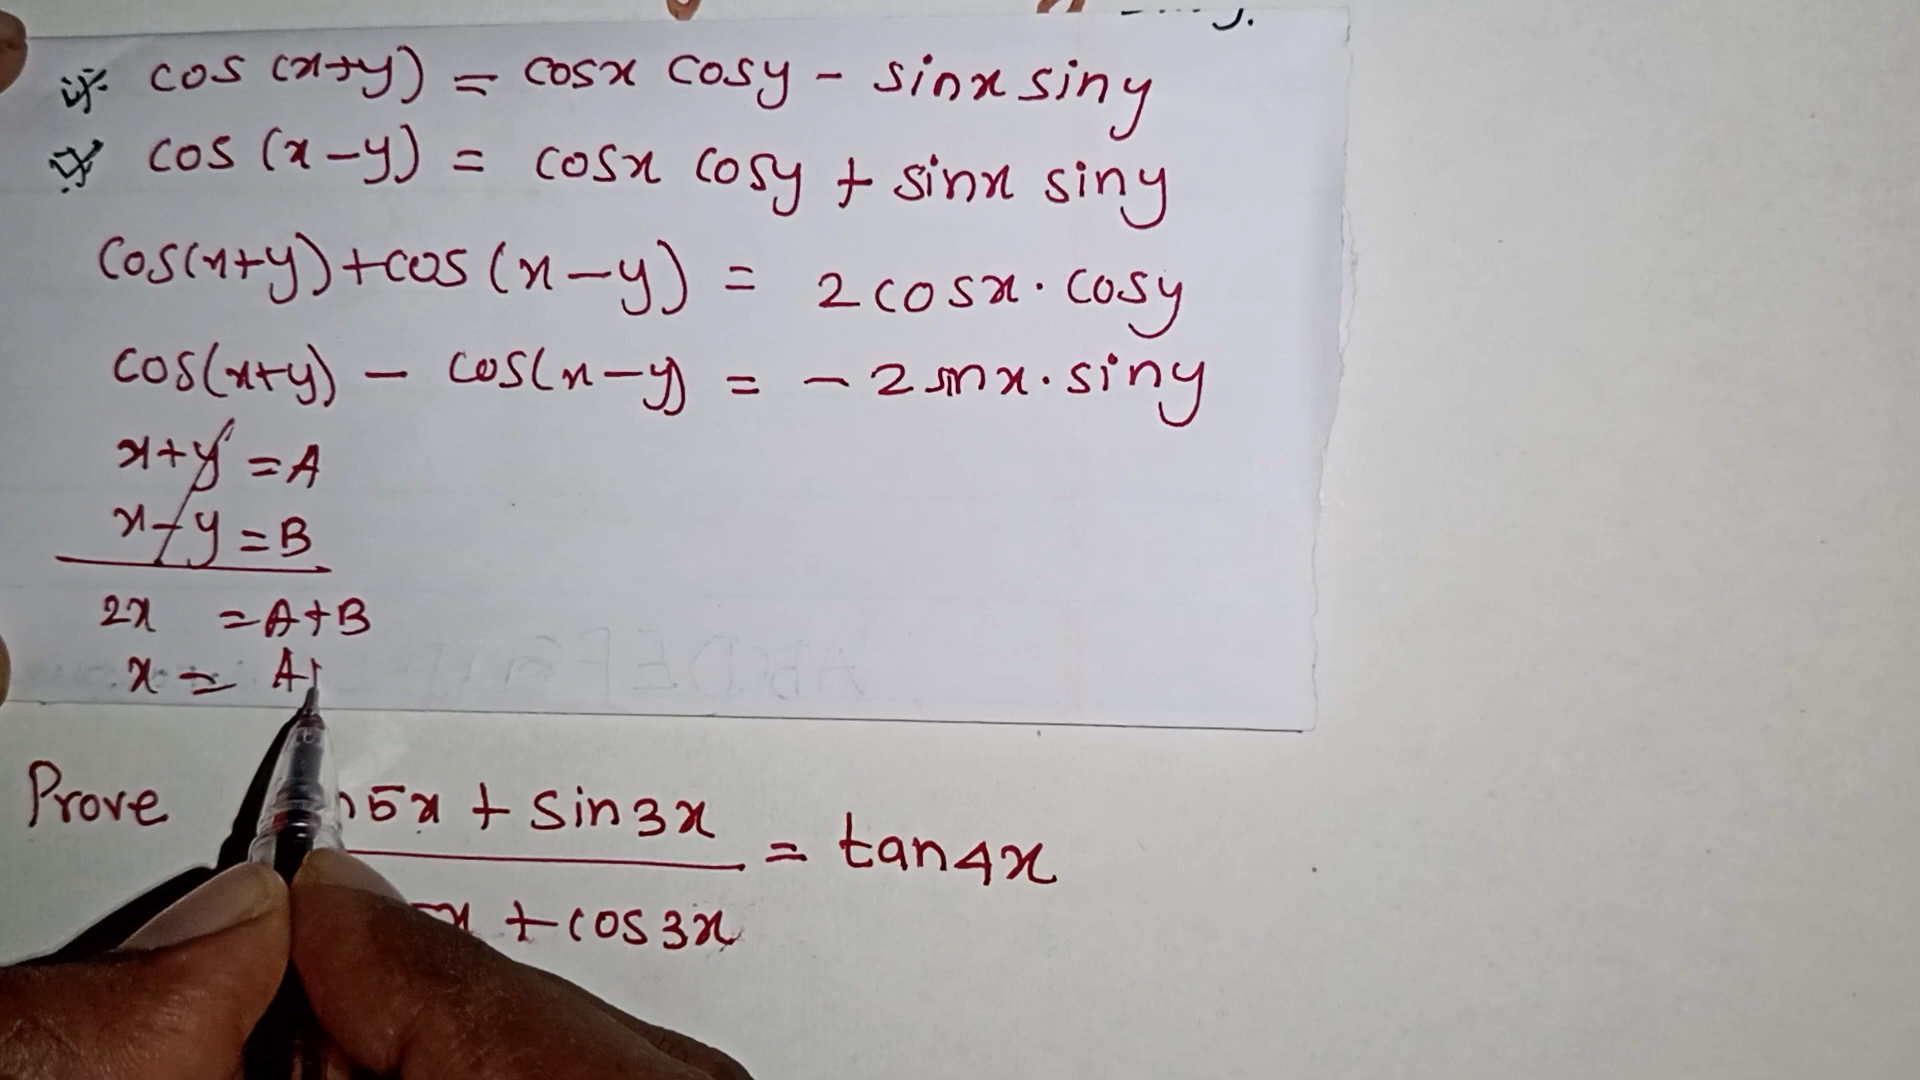 cos (x+y) = cosx cosy - sinx siny
cos (x-y) = cosx cosy + sinx siny
cos(x+y)+cos (x-y) = 2cosx. cosy
cos(x+y) - cos(x-y) = -2sinx.siny
x+y = A
x-y = B
2x = A+B
x = A+
Prove 5x + sin3x = tan4x
x + cos3x